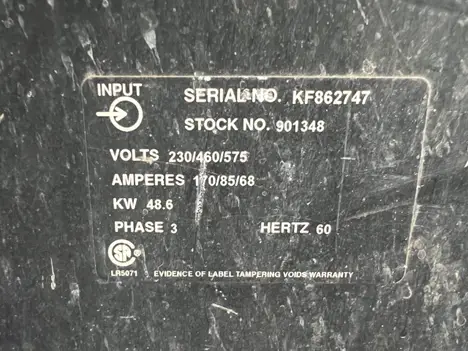 INPUT
SERIAL-NO. KF862747
STOCK NO. 901348
VOLTS 230/460/575
AMPERES 170/85/68
KW 48.6
PHASE 3 HERTZ 60
LR5071 EVIDENCE OF LABEL TAMPERING VOIDS WARRANTY